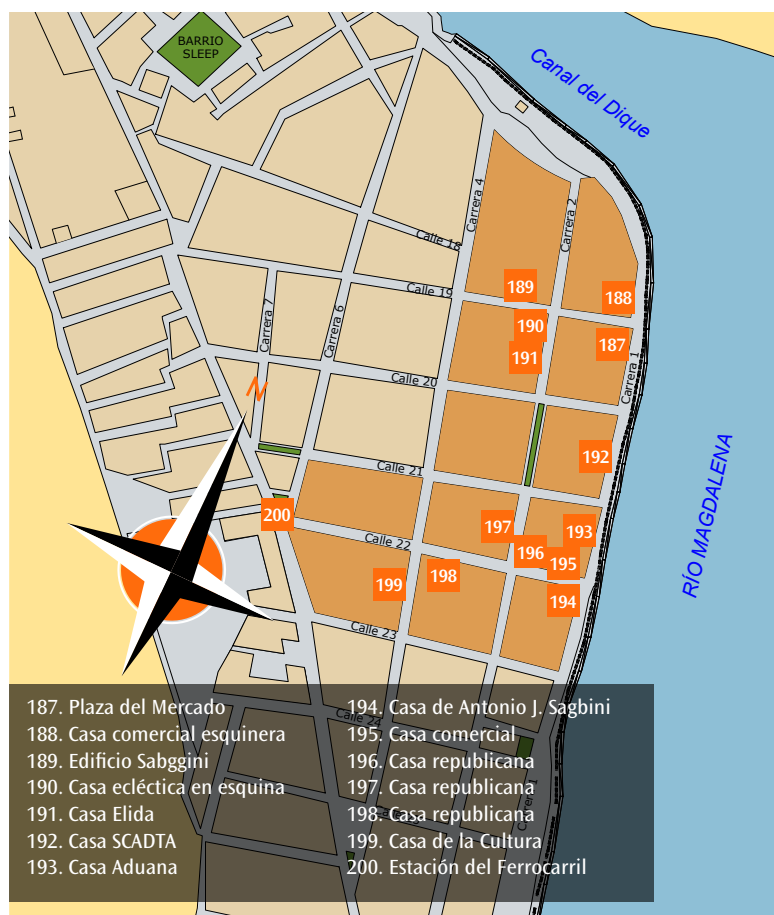 BARRIO
SLEEP
Canal del Dique
Carrera 4
Carrera 2
Calle 18
189
188
Calle 19
Carrera 7
Carrera 6
190
187
191
Carrera 1
Calle 20
N
192
RÍO MAGDALENA
Calle 21
200
197
193
196
Calle 22
195
199
198
194
Calle 23
Calle 24
Carrera 1
187. Plaza del Mercado
188. Casa comercial esquinera
189. Edificio Sabggini
190. Casa ecléctica en esquina
191. Casa Elida
192. Casa SCADTA
193. Casa Aduana
194. Casa de Antonio J. Sagbini
195. Casa comercial
196. Casa republicana
197. Casa republicana
198. Casa republicana
199. Casa de la Cultura
200. Estación del Ferrocarril